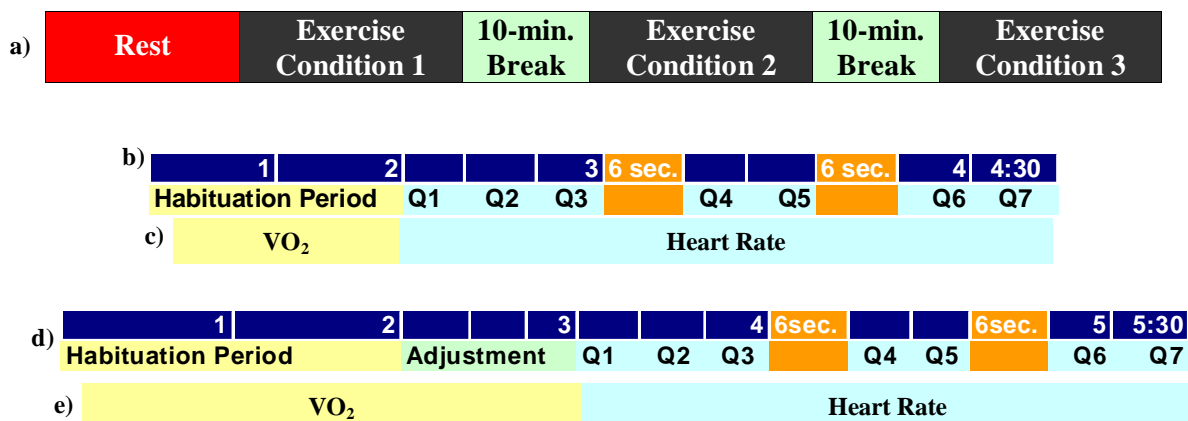 a) Rest Exercise Condition 1 10-min. Break Exercise Condition 2 10-min. Break Exercise Condition 3
b) 1 2 3 6 sec. 6 sec. 4 4:30
Habituation Period Q1 Q2 Q3 Q4 Q5 Q6 Q7
c) VO₂ Heart Rate
d) 1 2 3 4 6sec. 6sec. 5 5:30
Habituation Period Adjustment Q1 Q2 Q3 Q4 Q5 Q6 Q7
e) VO₂ Heart Rate